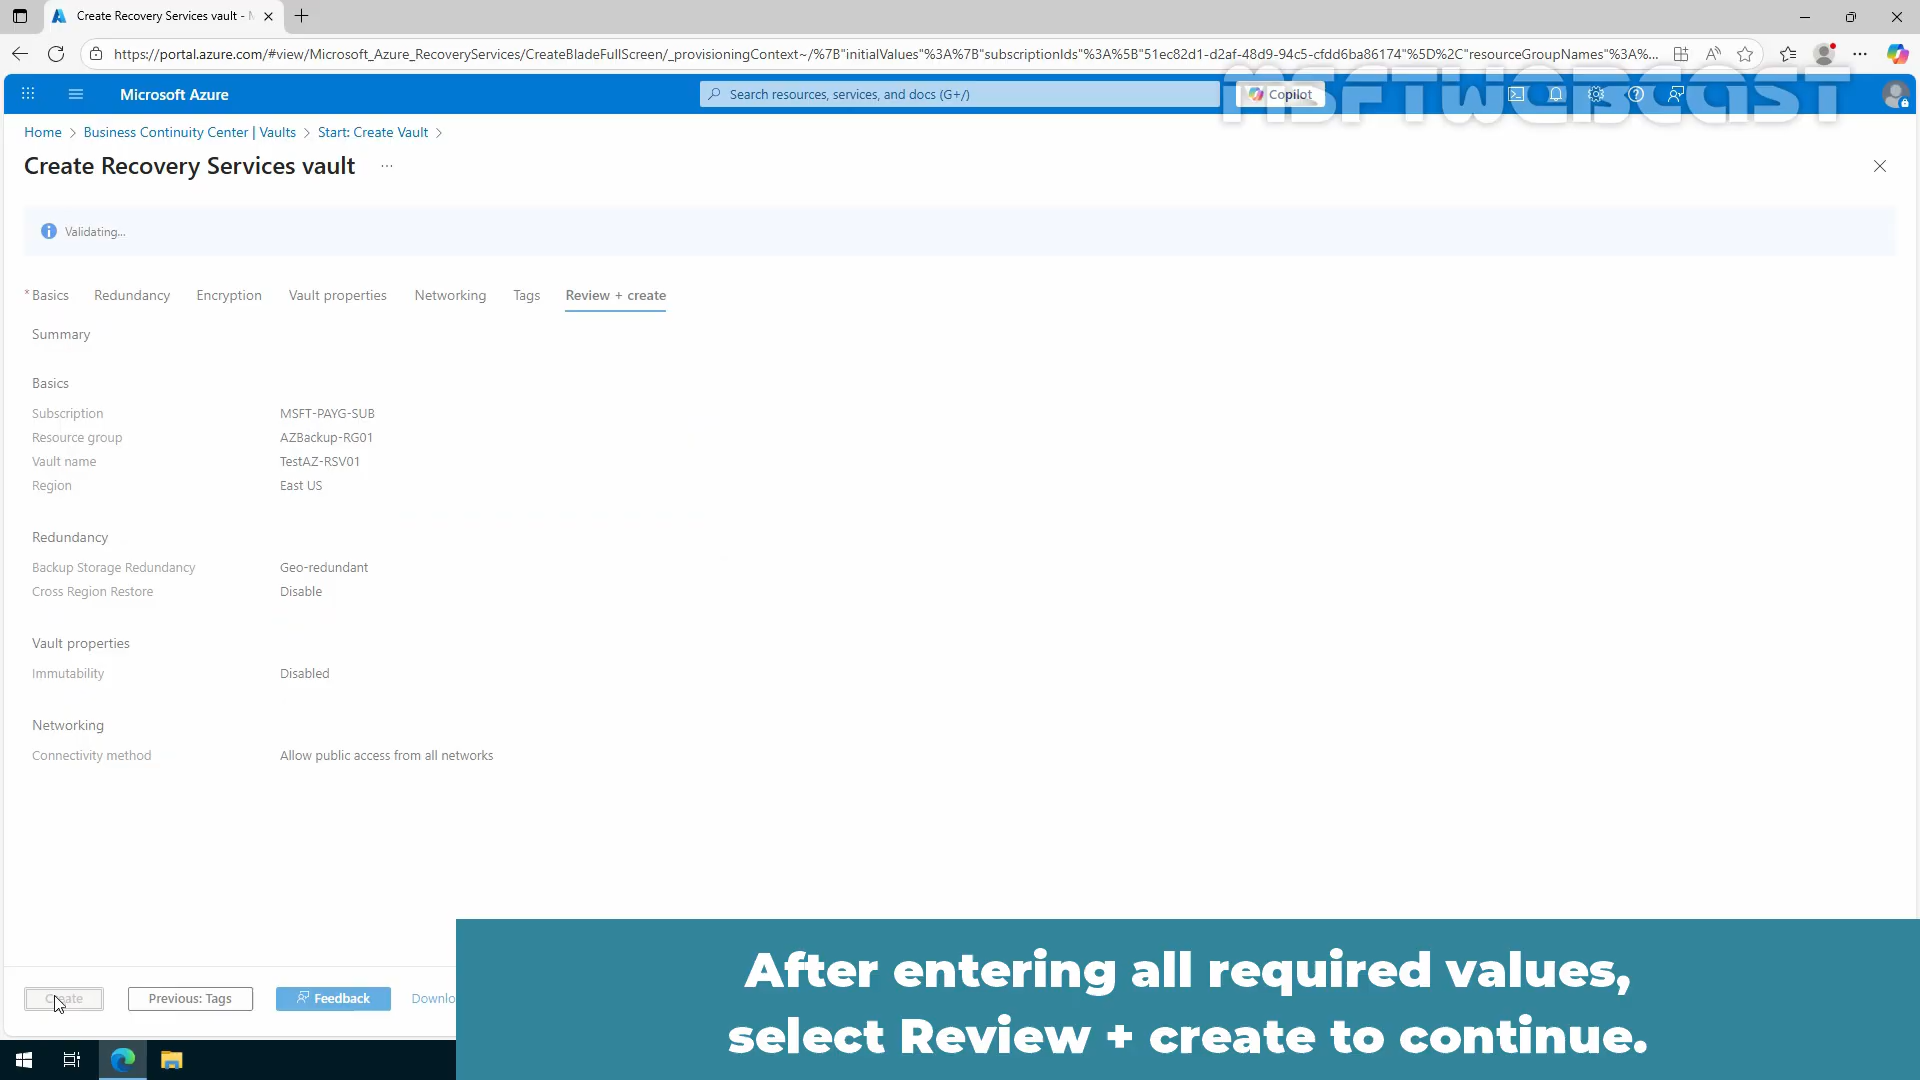 Create Recovery Services vault - M
https://portal.azure.com/#view/Microsoft_Azure_RecoveryServices/CreateBladeFullScreen/_provisioningContext~/%7B"initialValues"%3A%7B"subscriptionIds"%3A%5B"51ec82d1-d2af-48d9-94c5-cfdd6ba86174"%5D%2C"resourceGroupNames"%3A%...
Microsoft Azure
Search resources, services, and docs (G+/)
Copilot
MSFTWEBCAST
Home > Business Continuity Center | Vaults > Start: Create Vault >
Create Recovery Services vault ...
Validating...
* Basics Redundancy Encryption Vault properties Networking Tags Review + create
Summary
Basics
Subscription MSFT-PAYG-SUB
Resource group AZBackup-RG01
Vault name TestAZ-RSV01
Region East US
Redundancy
Backup Storage Redundancy Geo-redundant
Cross Region Restore Disable
Vault properties
Immutability Disabled
Networking
Connectivity method Allow public access from all networks
Create
Previous: Tags
Feedback
Downlo
After entering all required values,
select Review + create to continue.